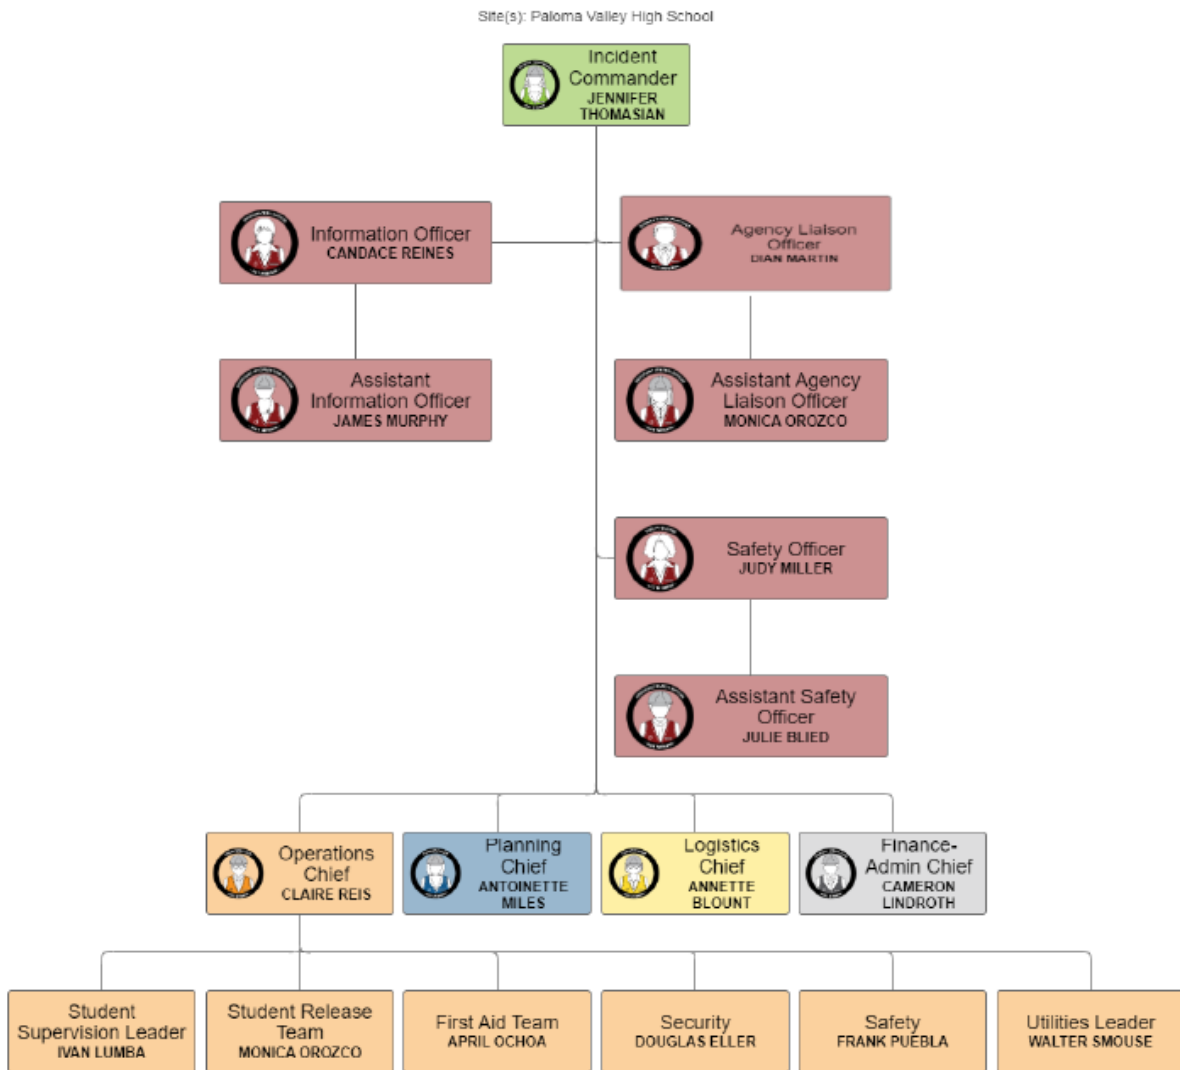 Site(s): Paloma Valley High School
Incident
Commander
JENNIFER
THOMASIAN
Information Officer
CANDACE REINES
Agency Liaison
Officer
DIAN MARTIN
Assistant
Information Officer
JAMES MURPHY
Assistant Agency
Liaison Officer
MONICA OROZCO
Safety Officer
JUDY MILLER
Assistant Safety
Officer
JULIE BLIED
Operations
Chief
CLAIRE REIS
Planning
Chief
ANTOINETTE
MILES
Logistics
Chief
ANNETTE
BLOUNT
Finance-
Admin Chief
CAMERON
LINDROTH
Student
Supervision Leader
IVAN LUMBA
Student Release
Team
MONICA OROZCO
First Aid Team
APRIL OCHOA
Security
DOUGLAS ELLER
Safety
FRANK PUEBLA
Utilities Leader
WALTER SMOUSE